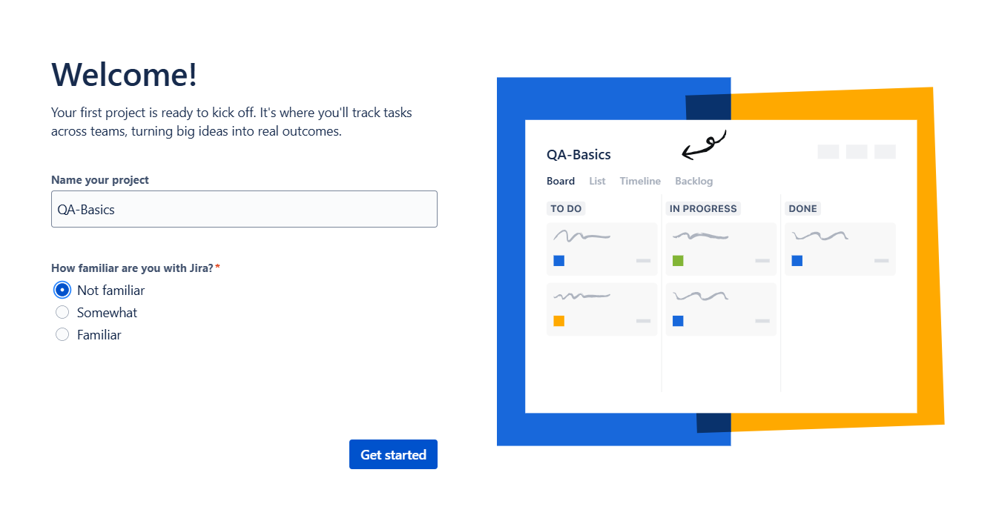 Welcome!
Your first project is ready to kick off. It's where you'll track tasks
across teams, turning big ideas into real outcomes.
Name your project
QA-Basics
How familiar are you with Jira?*
Not familiar
Somewhat
Familiar
Get started
QA-Basics
Board List Timeline Backlog
TO DO IN PROGRESS DONE